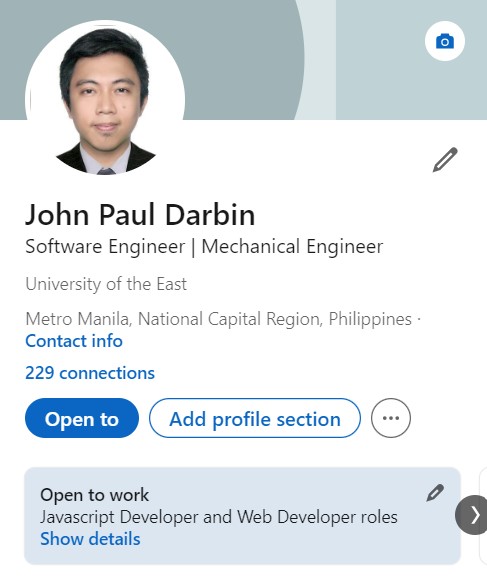 John Paul Darbin
Software Engineer | Mechanical Engineer
University of the East
Metro Manila, National Capital Region, Philippines ·
Contact info
229 connections
Open to
Add profile section
Open to work
Javascript Developer and Web Developer roles
Show details